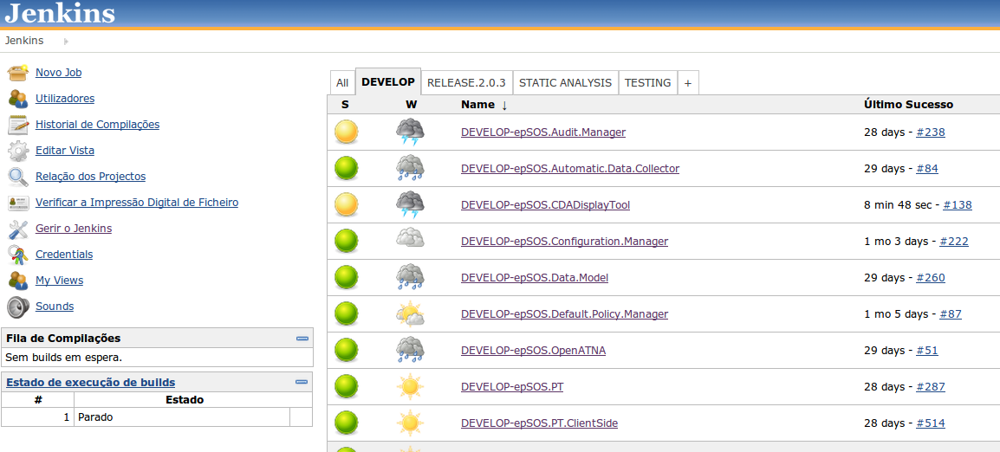 Jenkins
Jenkins
Novo Job
Utilizadores
Historial de Compilações
Editar Vista
Relação dos Projectos
Verificar a Impressão Digital de Ficheiro
Gerir o Jenkins
Credentials
My Views
Sounds
Fila de Compilações
Sem builds em espera.
Estado de execução de builds
# Estado
1 Parado
All DEVELOP RELEASE.2.0.3 STATIC ANALYSIS TESTING +
S W Name ↓ Último Sucesso
DEVELOP-epSOS.Audit.Manager 28 days - #238
DEVELOP-epSOS.Automatic.Data.Collector 29 days - #84
DEVELOP-epSOS.CDADisplayTool 8 min 48 sec - #138
DEVELOP-epSOS.Configuration.Manager 1 mo 3 days - #222
DEVELOP-epSOS.Data.Model 29 days - #260
DEVELOP-epSOS.Default.Policy.Manager 1 mo 5 days - #87
DEVELOP-epSOS.OpenATNA 29 days - #51
DEVELOP-epSOS.PT 28 days - #287
DEVELOP-epSOS.PT.ClientSide 28 days - #514